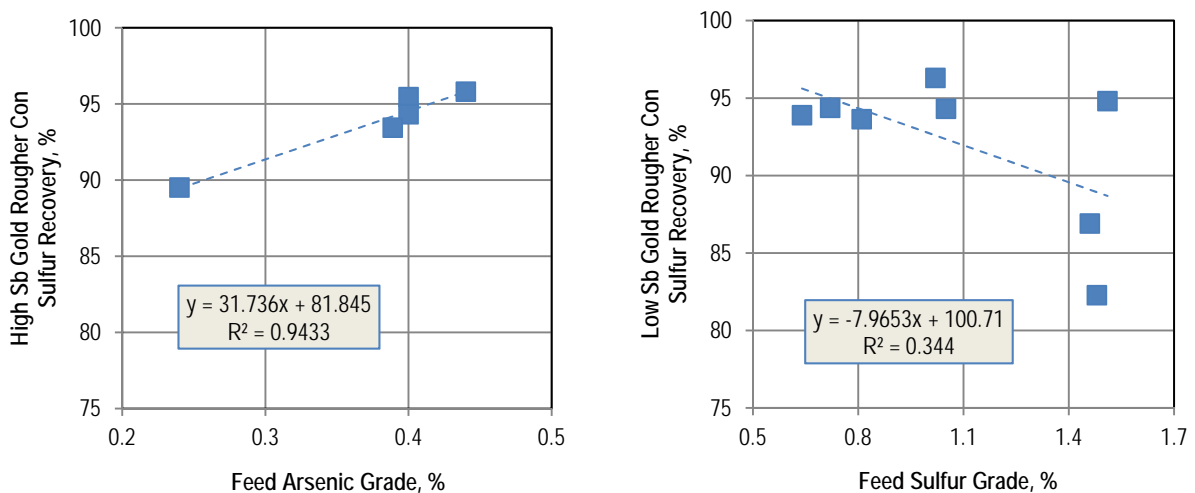 High Sb Gold Rougher Con
Sulfur Recovery, %
100
95
90
85
80
75
y = 31.736x + 81.845
R² = 0.9433
0.2
0.3
0.4
0.5
Feed Arsenic Grade, %
Low Sb Gold Rougher Con
Sulfur Recovery, %
100
95
90
85
80
75
y = -7.9653x + 100.71
R² = 0.344
0.5
0.8
1.1
1.4
1.7
Feed Sulfur Grade, %